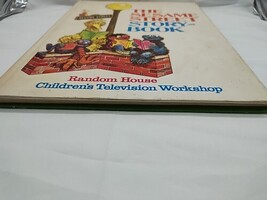 THE
SESAME
STREET
STORY-
BOOK
Random House
Children's Television Workshop